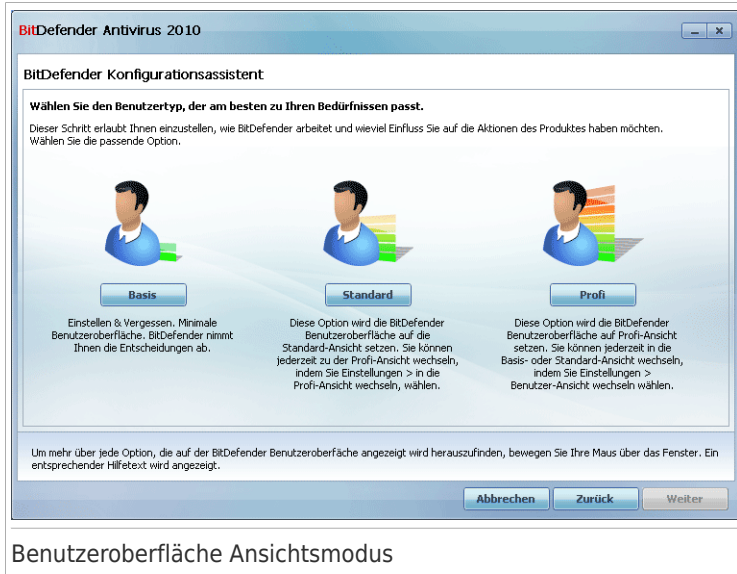 BitDefender Antivirus 2010
BitDefender Konfigurationsassistent
Wählen Sie den Benutzertyp, der am besten zu Ihren Bedürfnissen passt.
Dieser Schritt erlaubt Ihnen einzustellen, wie BitDefender arbeitet und wieviel Einfluss Sie auf die Aktionen des Produktes haben möchten.
Wählen Sie die passende Option.
Basis
Einstellen & Vergessen. Minimale
Benutzeroberfläche. BitDefender nimmt
Ihnen die Entscheidungen ab.
Standard
Diese Option wird die BitDefender
Benutzeroberfläche auf die
Standard-Ansicht setzen. Sie können
jederzeit zu der Profi-Ansicht wechseln,
indem Sie Einstellungen > in die
Profi-Ansicht wechseln, wählen.
Profi
Diese Option wird die BitDefender
Benutzeroberfläche auf Profi-Ansicht
setzen. Sie können jederzeit in die
Basis- oder Standard-Ansicht wechseln,
indem Sie Einstellungen >
Benutzer-Ansicht wechseln wählen.
Um mehr über jede Option, die auf der BitDefender Benutzeroberfäche angezeigt wird herauszufinden, bewegen Sie Ihre Maus über das Fenster. Ein
entsprechender Hilfetext wird angezeigt.
Abbrechen
Zurück
Weiter
Benutzeroberfläche Ansichtsmodus